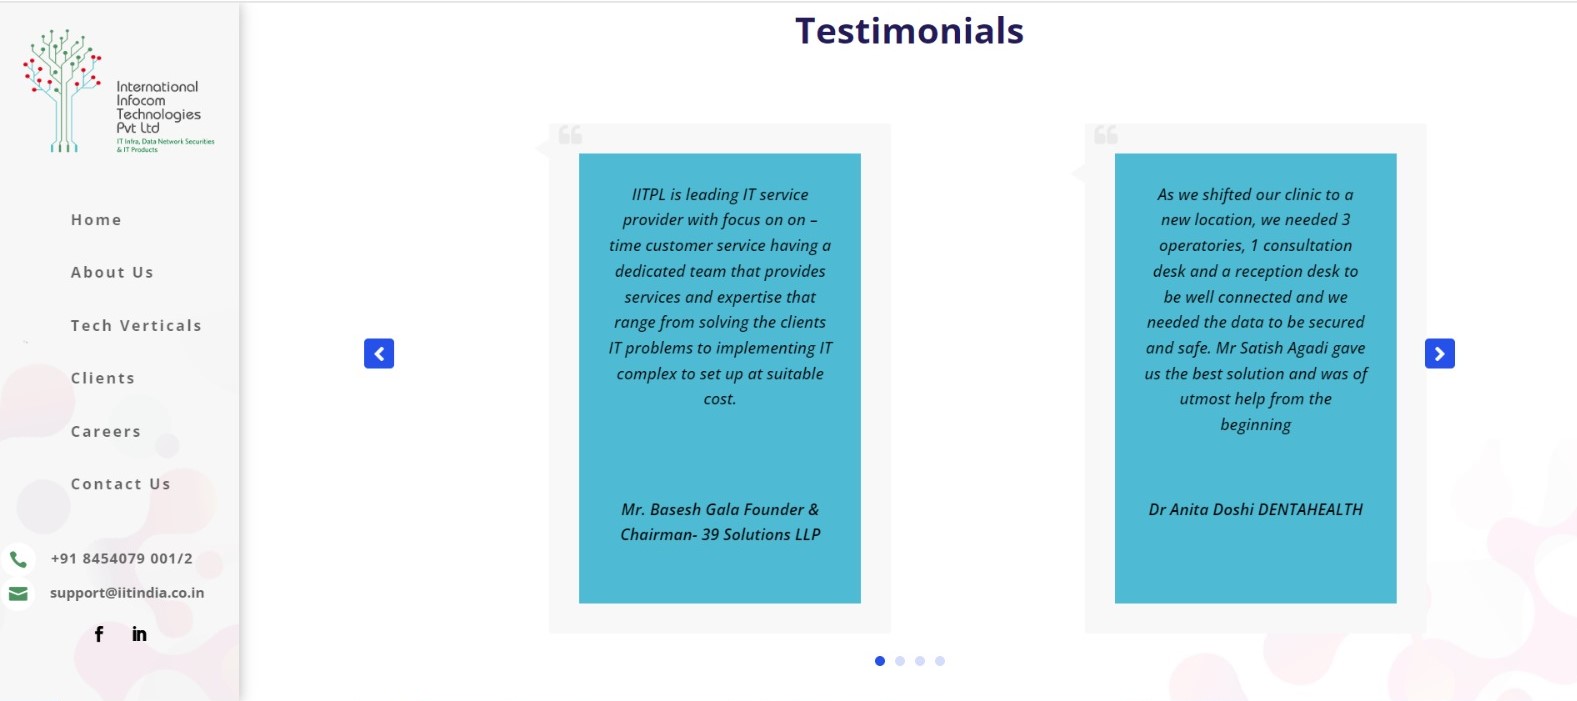 International
Infocom
Technologies
Pvt Ltd
IT Infra, Data Network Securities
& IT Products
Home
About Us
Tech Verticals
Clients
Careers
Contact Us
+91 8454079 001/2
support@iitindia.co.in
f in
Testimonials
IITPL is leading IT service
provider with focus on on –
time customer service having a
dedicated team that provides
services and expertise that
range from solving the clients
IT problems to implementing IT
complex to set up at suitable
cost.
Mr. Basesh Gala Founder &
Chairman- 39 Solutions LLP
As we shifted our clinic to a
new location, we needed 3
operatories, 1 consultation
desk and a reception desk to
be well connected and we
needed the data to be secured
and safe. Mr Satish Agadi gave
us the best solution and was of
utmost help from the
beginning
Dr Anita Doshi DENTAHEALTH